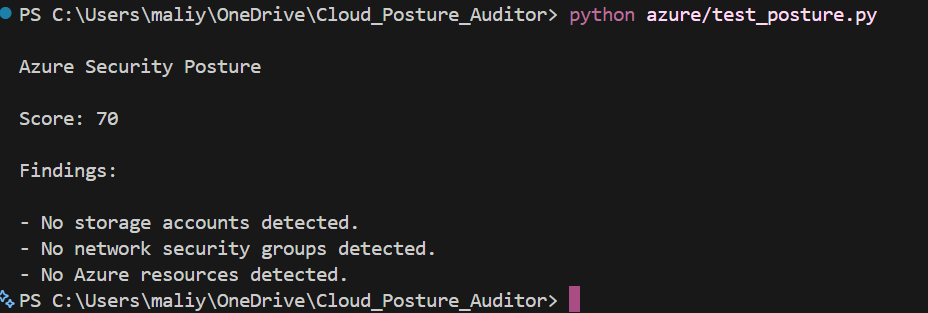 PS C:\Users\maliy\OneDrive\Cloud_Posture_Auditor> python azure/test_posture.py
Azure Security Posture
Score: 70
Findings:
- No storage accounts detected.
- No network security groups detected.
- No Azure resources detected.
PS C:\Users\maliy\OneDrive\Cloud_Posture_Auditor>